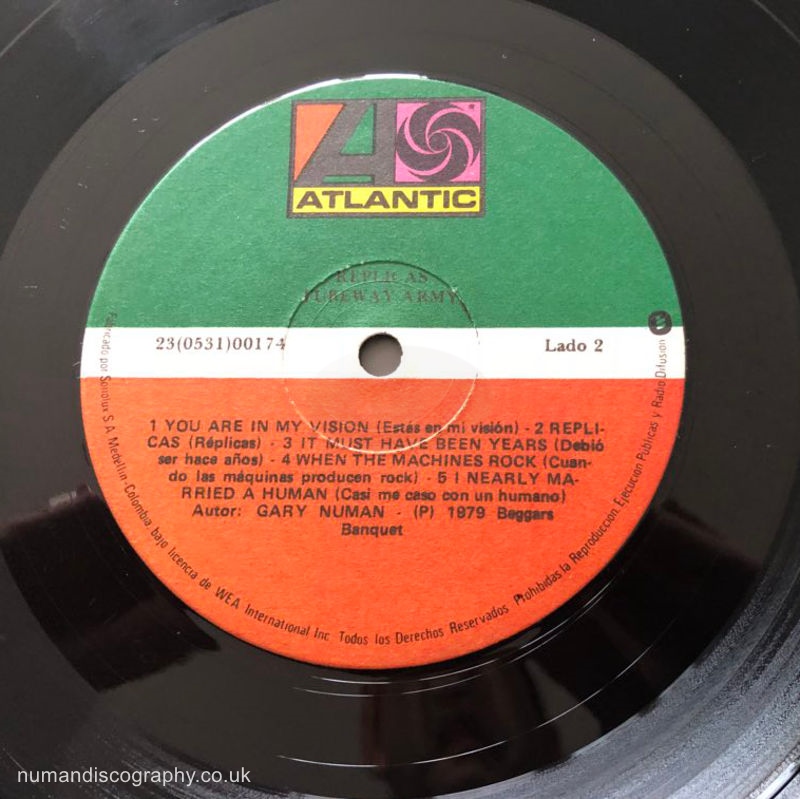 ATLANTIC
REPLICAS
TUBEWAY ARMY
23(0531)00174
Lado 2
1 YOU ARE IN MY VISION (Estás en mi visión) - 2 REPLI-
CAS (Réplicas) - 3 IT MUST HAVE BEEN YEARS (Debió
ser hace años) - 4 WHEN THE MACHINES ROCK (Cuan-
do las máquinas producen rock) - 5 I NEARLY MA-
RRIED A HUMAN (Casi me caso con un humano)
Autor: GARY NUMAN - (P) 1979 Beggars
Banquet
Fabricado por Sonolux S.A. Medellín-Colombia, bajo licencia de WEA International Inc. Todos los Derechos Reservados Prohibidas la Reproduccion, Ejecucion Publicas y Radio Difusion
numandiscography.co.uk